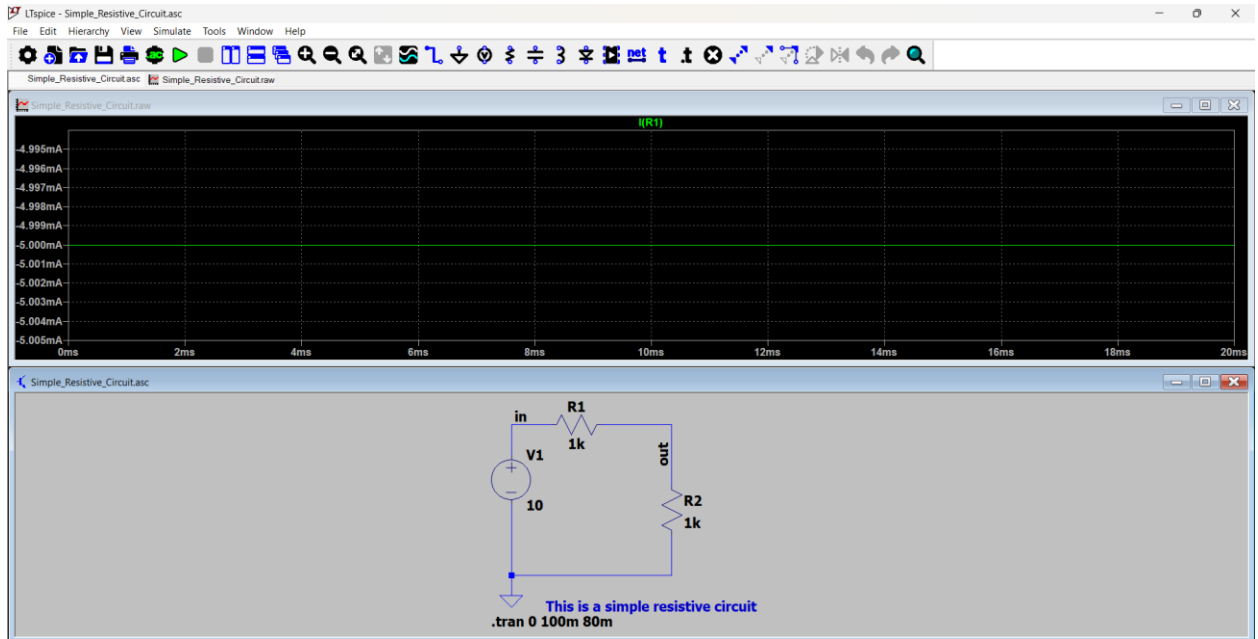 LTspice - Simple_Resistive_Circuit.asc
File Edit Hierarchy View Simulate Tools Window Help
net t .t
Simple_Resistive_Circuit.asc Simple_Resistive_Circuit.raw
Simple_Resistive_Circuit.raw
I(R1)
-4.995mA
-4.996mA
-4.997mA
-4.998mA
-4.999mA
-5.000mA
-5.001mA
-5.002mA
-5.003mA
-5.004mA
-5.005mA
0ms 2ms 4ms 6ms 8ms 10ms 12ms 14ms 16ms 18ms 20ms
Simple_Resistive_Circuit.asc
in
R1
1k
V1
10
out
R2
1k
This is a simple resistive circuit
.tran 0 100m 80m